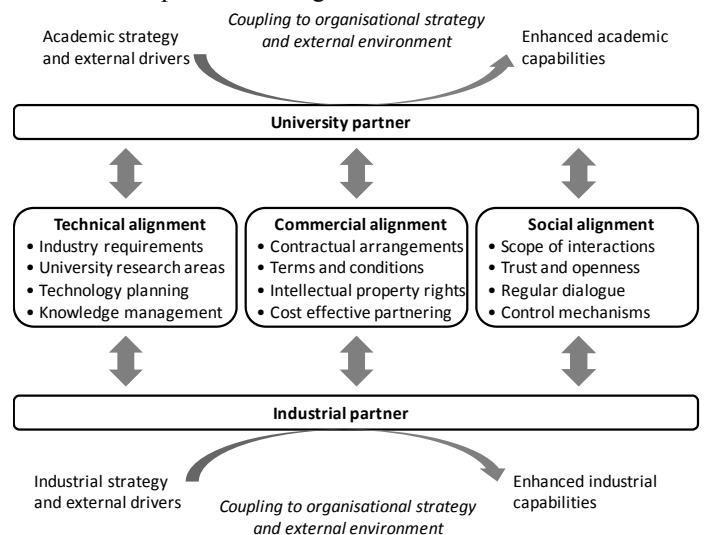 Coupling to organisational strategy
and external environment
Academic strategy
and external drivers
Enhanced academic
capabilities
University partner
Technical alignment
• Industry requirements
• University research areas
• Technology planning
• Knowledge management
Commercial alignment
• Contractual arrangements
• Terms and conditions
• Intellectual property rights
• Cost effective partnering
Social alignment
• Scope of interactions
• Trust and openness
• Regular dialogue
• Control mechanisms
Industrial partner
Industrial strategy
and external drivers
Enhanced industrial
capabilities
Coupling to organisational strategy
and external environment